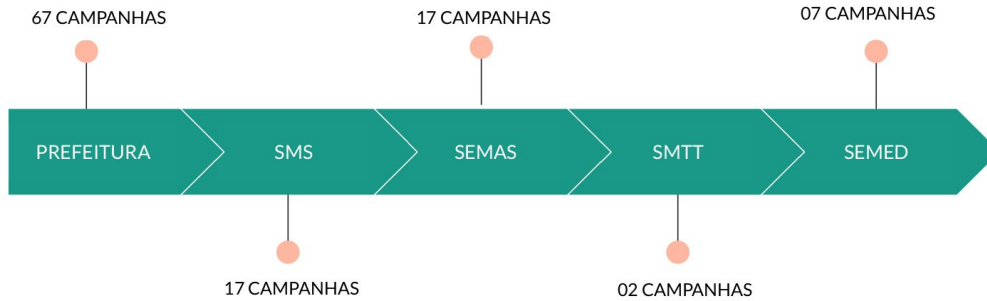 67 CAMPANHAS
17 CAMPANHAS
07 CAMPANHAS
PREFEITURA
SMS
SEMAS
SMTT
SEMED
17 CAMPANHAS
02 CAMPANHAS